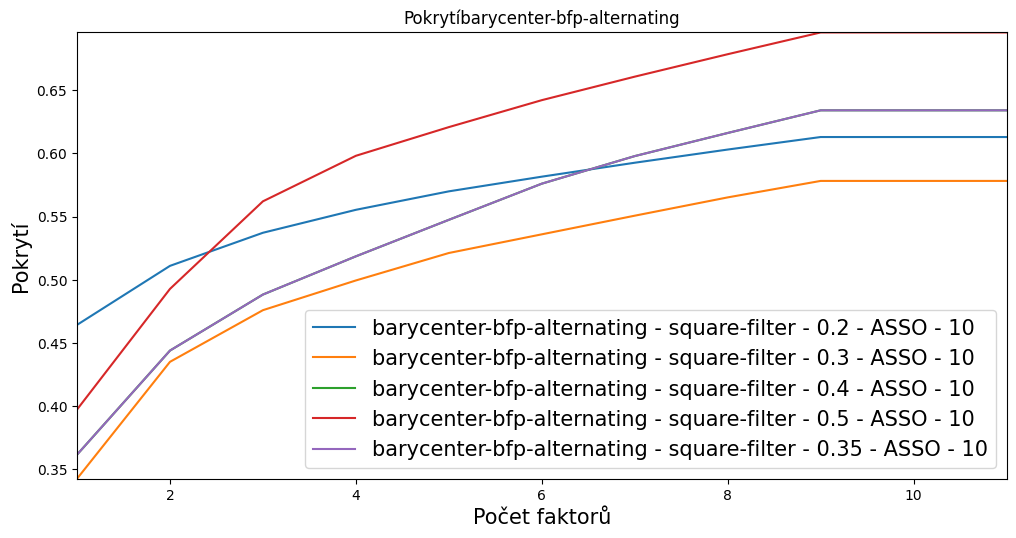 Pokrytíbarycenter-bfp-alternating
Pokrytí
0.65
0.60
0.55
0.50
0.45
0.40
0.35
barycenter-bfp-alternating - square-filter - 0.2 - ASSO - 10
barycenter-bfp-alternating - square-filter - 0.3 - ASSO - 10
barycenter-bfp-alternating - square-filter - 0.4 - ASSO - 10
barycenter-bfp-alternating - square-filter - 0.5 - ASSO - 10
barycenter-bfp-alternating - square-filter - 0.35 - ASSO - 10
2 4 6 8 10
Počet faktorů